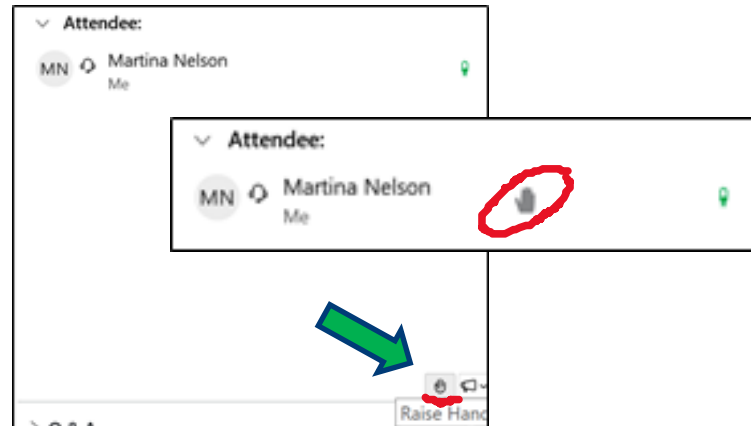 Attendee:
MN Martina Nelson
Me
Attendee:
MN Martina Nelson
Me
Raise Hand
Q & A